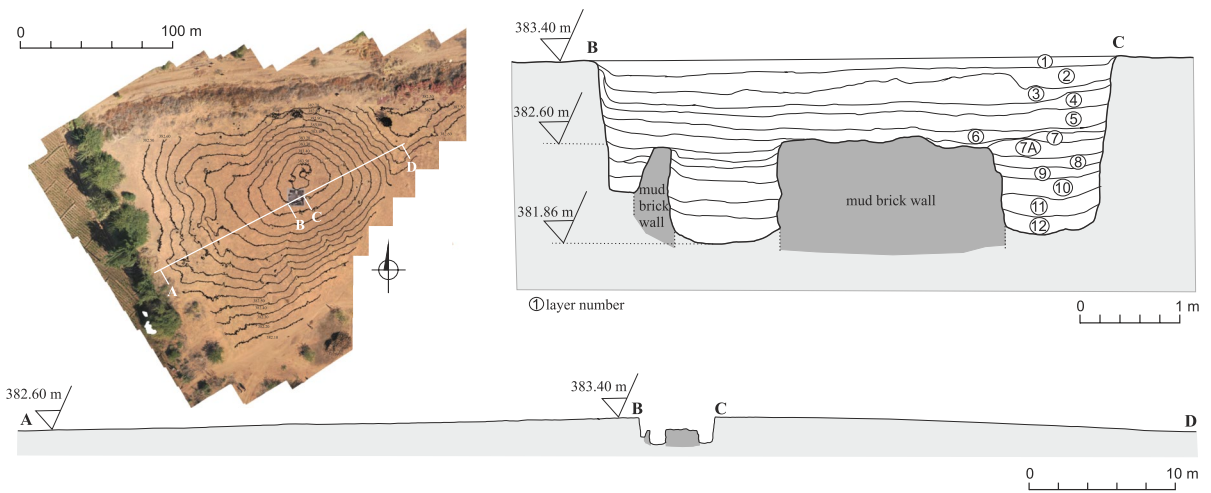 0 100 m
A
B
C
D
383.40 m
B
C
382.60 m
381.86 m
mud
brick
wall
mud brick wall
1
2
3
4
5
6
7
7A
8
9
10
11
12
1 layer number
0 1 m
382.60 m
A
383.40 m
B
C
D
0 10 m